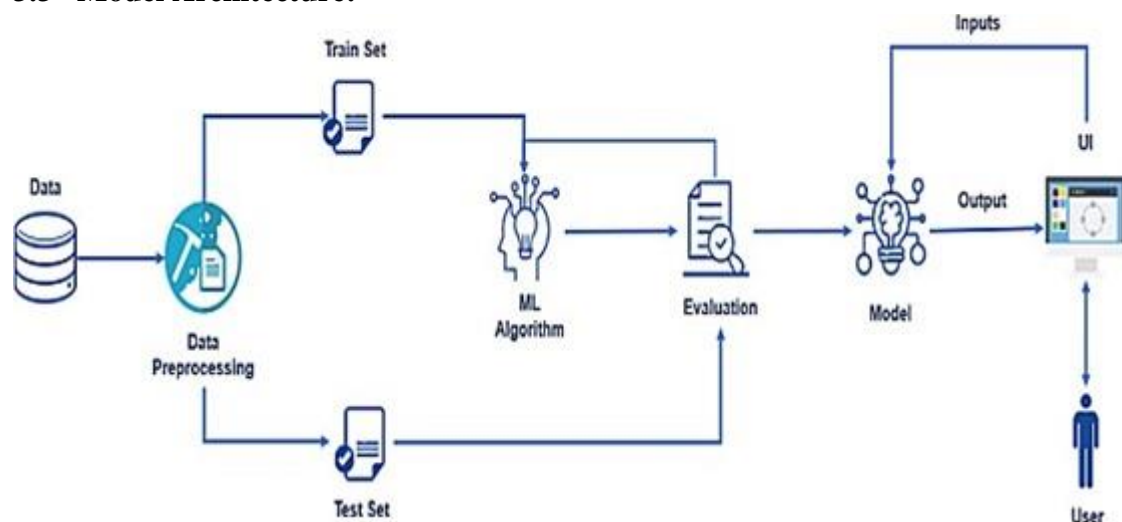 Model Architecture:
Inputs
Train Set
UI
Data
Output
ML
Algorithm
Evaluation
Model
Data
Preprocessing
Test Set
User